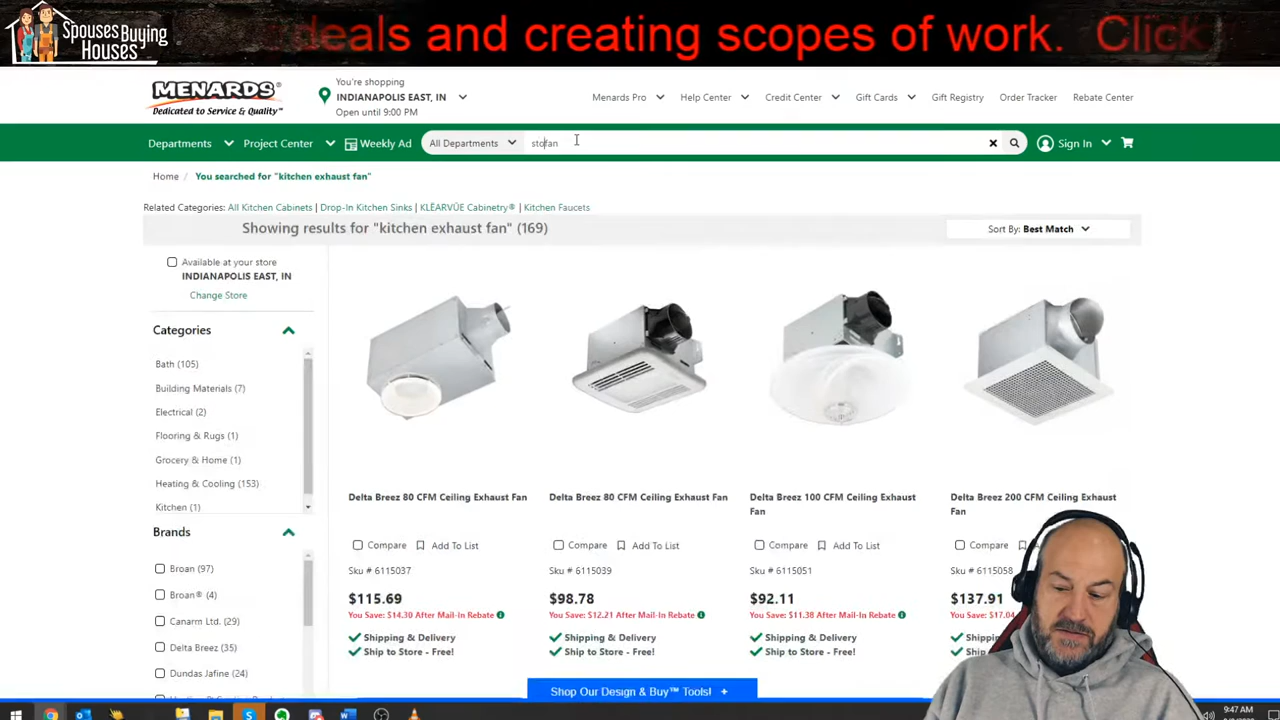 Spouses
Buying
Houses
deals and creating scopes of work. Click
MENARDS
Dedicated to Service & Quality
You're shopping
INDIANAPOLIS EAST, IN
Open until 9:00 PM
Menards Pro
Help Center
Credit Center
Gift Cards
Gift Registry
Order Tracker
Rebate Center
Departments
Project Center
Weekly Ad
All Departments
stofan
Sign In
Home / You searched for "kitchen exhaust fan"
Related Categories: All Kitchen Cabinets | Drop-In Kitchen Sinks | KLËARVÜE Cabinetry® | Kitchen Faucets
Showing results for "kitchen exhaust fan" (169)
Sort By: Best Match
Available at your store
INDIANAPOLIS EAST, IN
Change Store
Categories
Bath (105)
Building Materials (7)
Electrical (2)
Flooring & Rugs (1)
Grocery & Home (1)
Heating & Cooling (153)
Kitchen (1)
Brands
Broan (97)
Broan® (4)
Canarm Ltd. (29)
Delta Breez (35)
Dundas Jafine (24)
Delta Breez 80 CFM Ceiling Exhaust Fan
Compare
Add To List
Sku # 6115037
$115.69
You Save: $14.30 After Mail-In Rebate
Shipping & Delivery
Ship to Store - Free!
Delta Breez 80 CFM Ceiling Exhaust Fan
Compare
Add To List
Sku # 6115039
$98.78
You Save: $12.21 After Mail-In Rebate
Shipping & Delivery
Ship to Store - Free!
Delta Breez 100 CFM Ceiling Exhaust
Fan
Compare
Add To List
Sku # 6115051
$92.11
You Save: $11.38 After Mail-In Rebate
Shipping & Delivery
Ship to Store - Free!
Delta Breez 200 CFM Ceiling Exhaust
Fan
Compare
Sku # 6115058
$137.91
You Save: $17.04
Shipping
Ship to
Shop Our Design & Buy™ Tools! +
9:47 AM